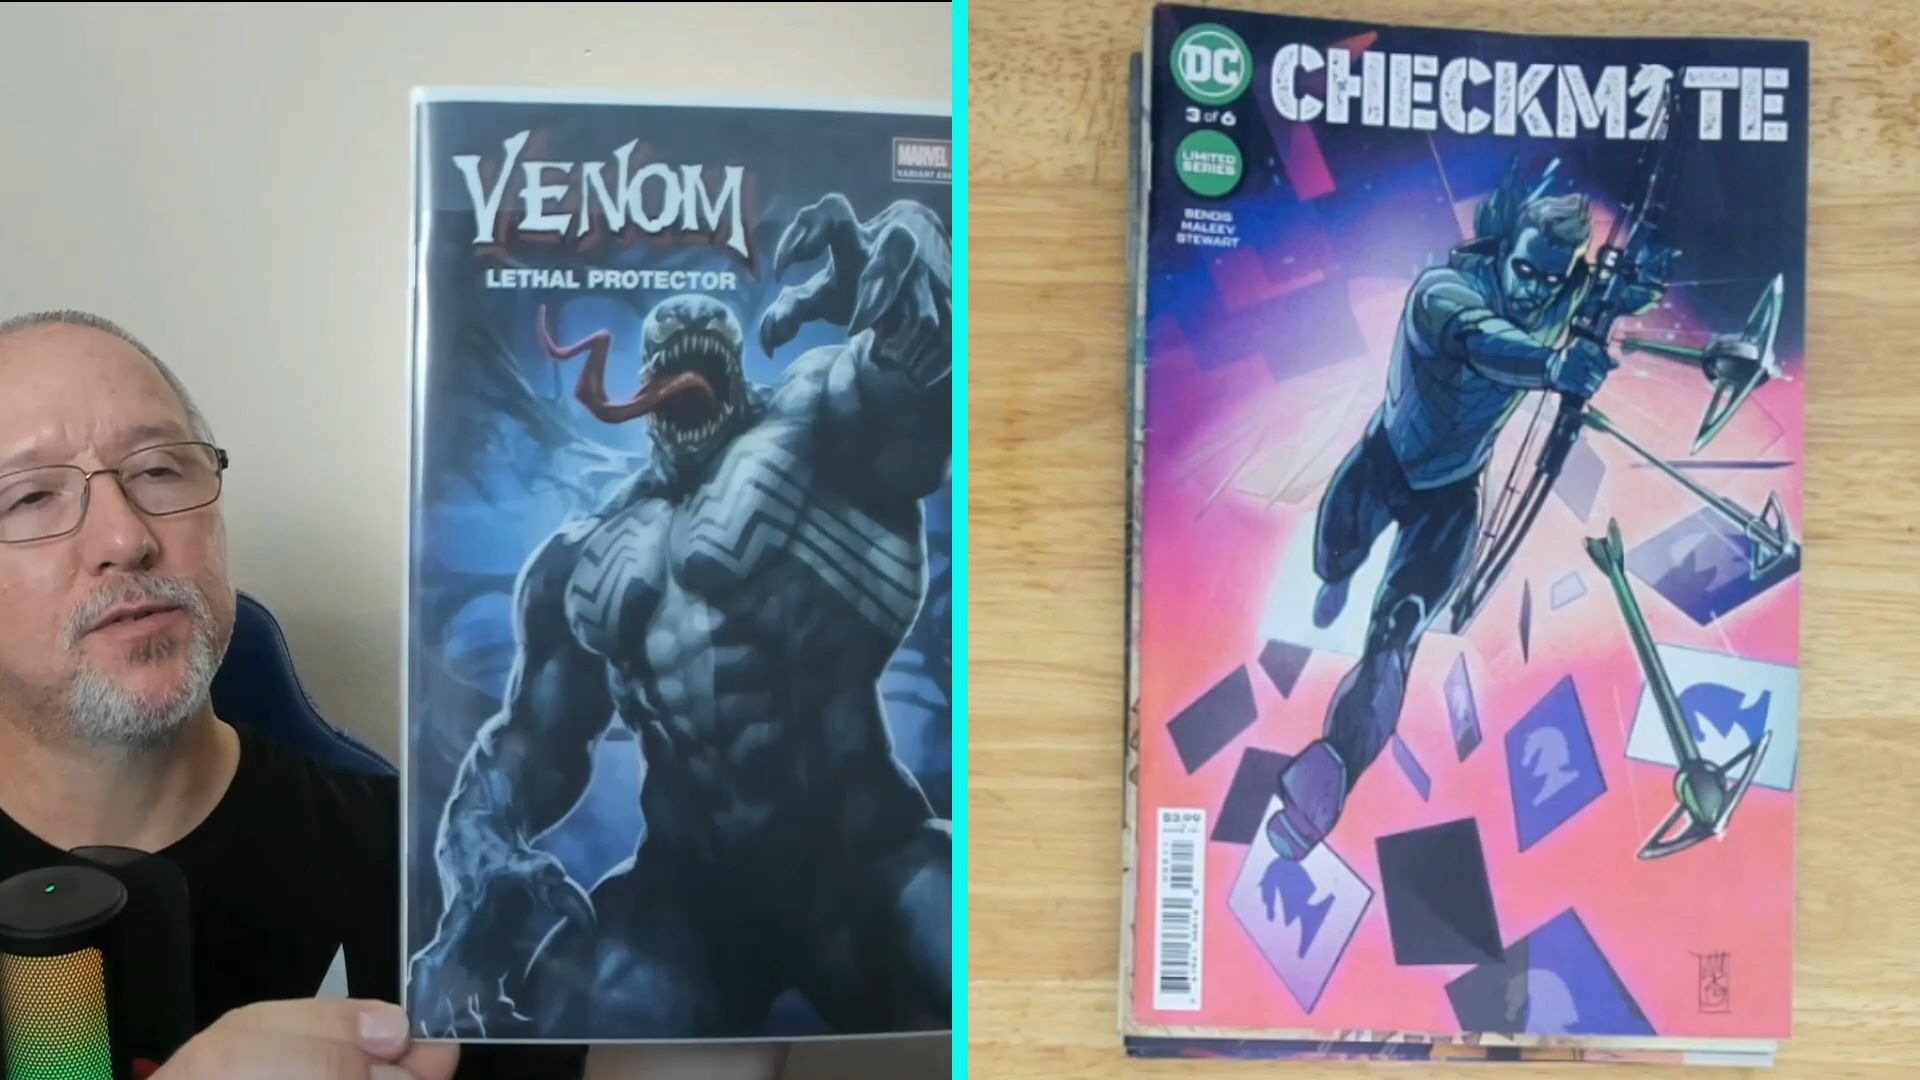 VENOM
LETHAL PROTECTOR
MARVEL
DC
CHECKMATE
3 of 6
LIMITED
SERIES
BENDIS
MALEEV
STEWART
$3.99